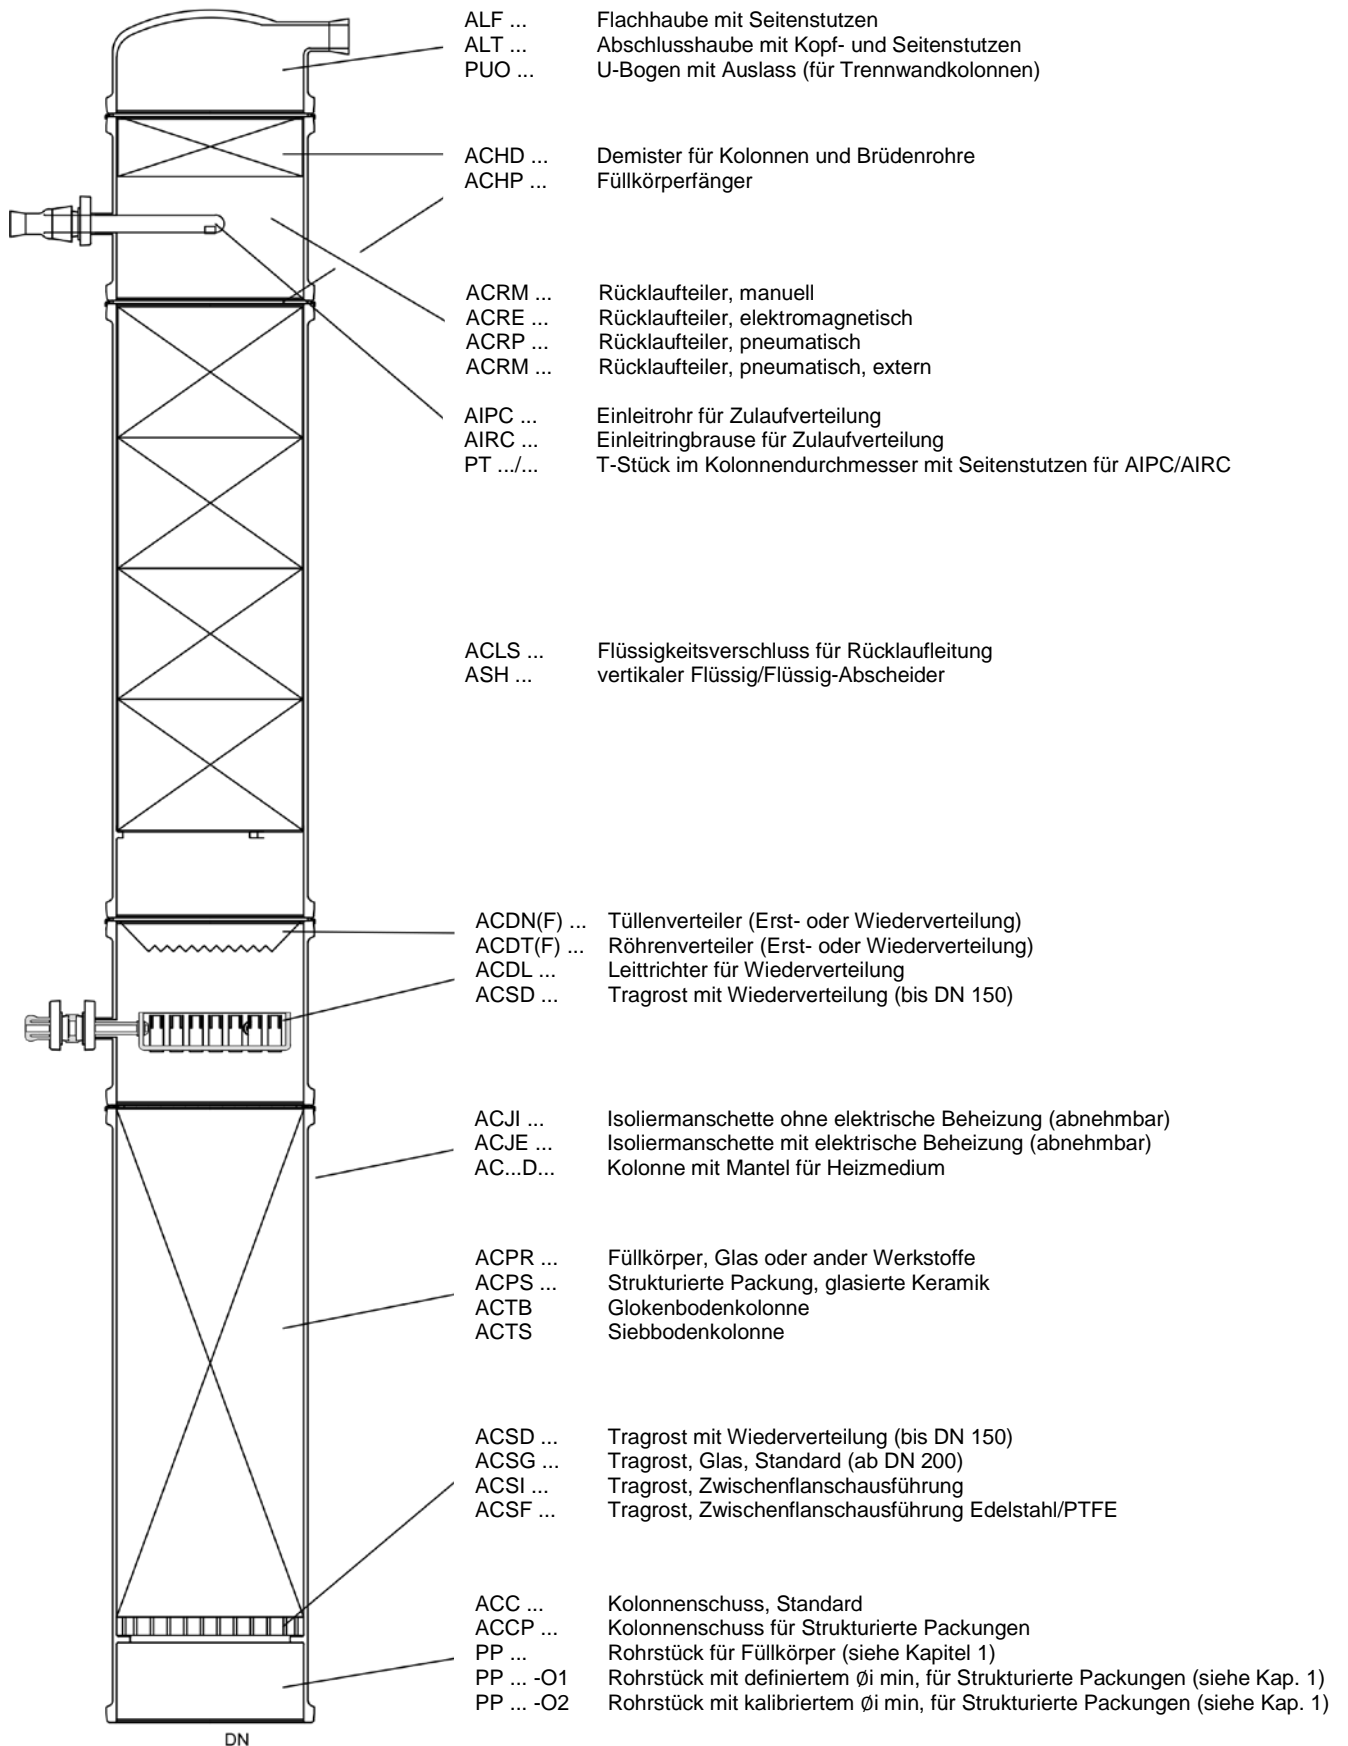 ALF ... Flachhaube mit Seitenstutzen
ALT ... Abschlusshaube mit Kopf- und Seitenstutzen
PUO ... U-Bogen mit Auslass (für Trennwandkolonnen)
ACHD ... Demister für Kolonnen und Brüdenrohre
ACHP ... Füllkörperfänger
ACRM ... Rücklaufteiler, manuell
ACRE ... Rücklaufteiler, elektromagnetisch
ACRP ... Rücklaufteiler, pneumatisch
ACRM ... Rücklaufteiler, pneumatisch, extern
AIPC ... Einleitrohr für Zulaufverteilung
AIRC ... Einleitringbrause für Zulaufverteilung
PT .../... T-Stück im Kolonnendurchmesser mit Seitenstutzen für AIPC/AIRC
ACLS ... Flüssigkeitsverschluss für Rücklaufleitung
ASH ... vertikaler Flüssig/Flüssig-Abscheider
ACDN(F) ... Tüllenverteiler (Erst- oder Wiederverteilung)
ACDT(F) ... Röhrenverteiler (Erst- oder Wiederverteilung)
ACDL ... Leittrichter für Wiederverteilung
ACSD ... Tragrost mit Wiederverteilung (bis DN 150)
ACJI ... Isoliermanschette ohne elektrische Beheizung (abnehmbar)
ACJE ... Isoliermanschette mit elektrische Beheizung (abnehmbar)
AC...D... Kolonne mit Mantel für Heizmedium
ACPR ... Füllkörper, Glas oder ander Werkstoffe
ACPS ... Strukturierte Packung, glasierte Keramik
ACTB Glokenbodenkolonne
ACTS Siebbodenkolonne
ACSD ... Tragrost mit Wiederverteilung (bis DN 150)
ACSG ... Tragrost, Glas, Standard (ab DN 200)
ACSI ... Tragrost, Zwischenflanschausführung
ACSF ... Tragrost, Zwischenflanschausführung Edelstahl/PTFE
ACC ... Kolonnenschuss, Standard
ACCP ... Kolonnenschuss für Strukturierte Packungen
PP ... Rohrstück für Füllkörper (siehe Kapitel 1)
PP ... -O1 Rohrstück mit definiertem Øi min, für Strukturierte Packungen (siehe Kap. 1)
PP ... -O2 Rohrstück mit kalibriertem Øi min, für Strukturierte Packungen (siehe Kap. 1)
DN